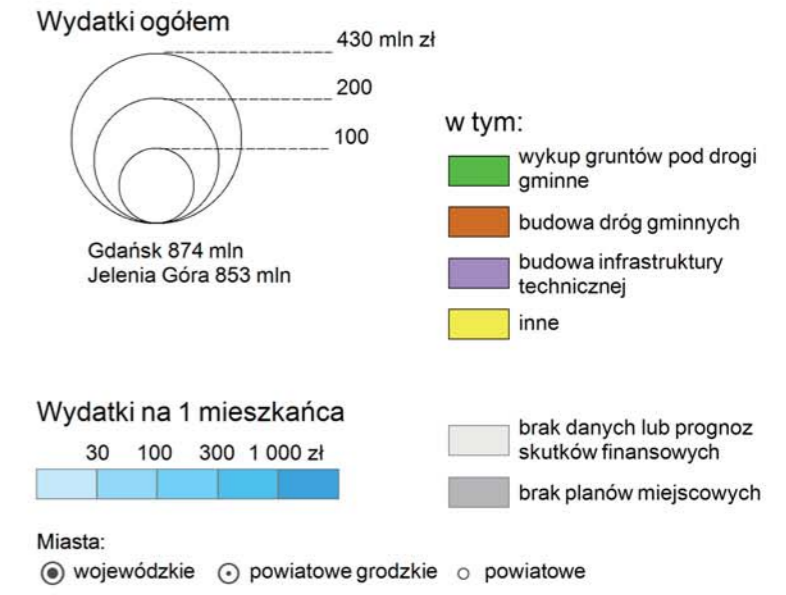 Wydatki ogółem
430 mln zł
200
100
Gdańsk 874 mln
Jelenia Góra 853 mln
w tym:
wykup gruntów pod drogi
gminne
budowa dróg gminnych
budowa infrastruktury
technicznej
inne
Wydatki na 1 mieszkańca
30 100 300 1 000 zł
brak danych lub prognoz
skutków finansowych
brak planów miejscowych
Miasta:
wojewódzkie powiatowe grodzkie powiatowe